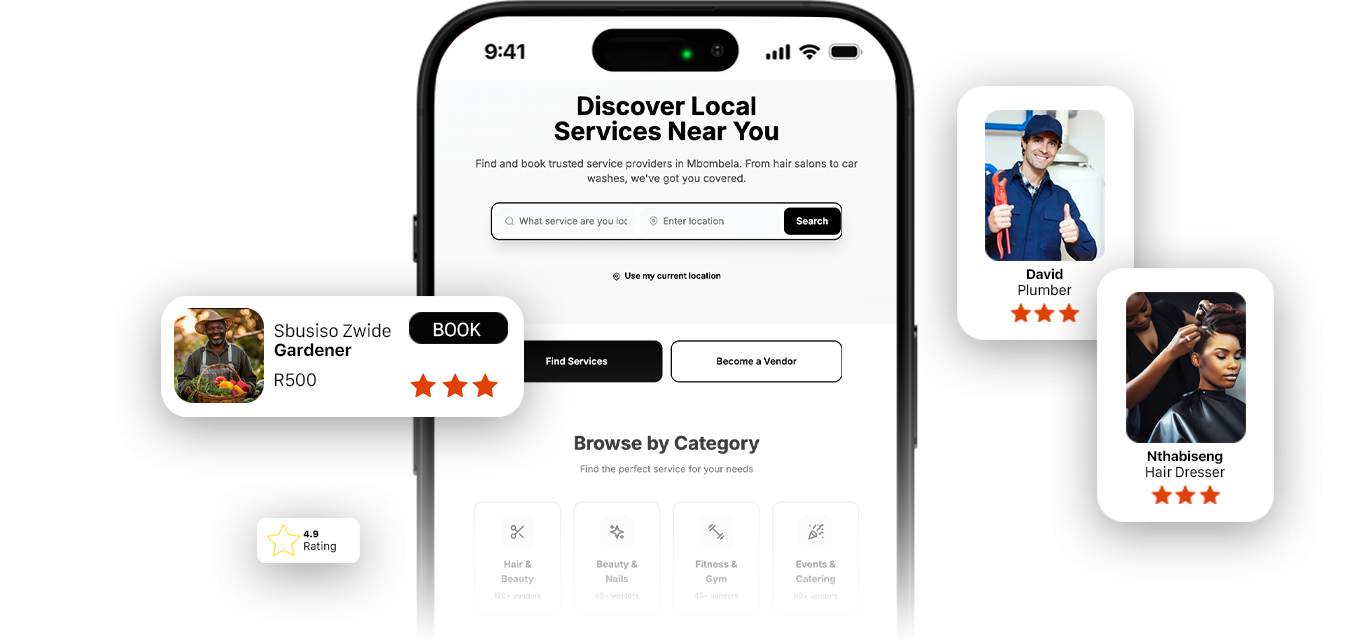 9:41
Discover Local
Services Near You
Find and book trusted service providers in Mbombela. From hair salons to car
washes, we've got you covered.
What service are you loc
Enter location
Search
Use my current location
Find Services
Become a Vendor
Browse by Category
Find the perfect service for your needs
Hair &
Beauty
120+ vendors
Beauty &
Nails
85+ vendors
Fitness &
Gym
45+ vendors
Events &
Catering
60+ vendors
Sbusiso Zwide
Gardener
R500
BOOK
4.9
Rating
David
Plumber
Nthabiseng
Hair Dresser